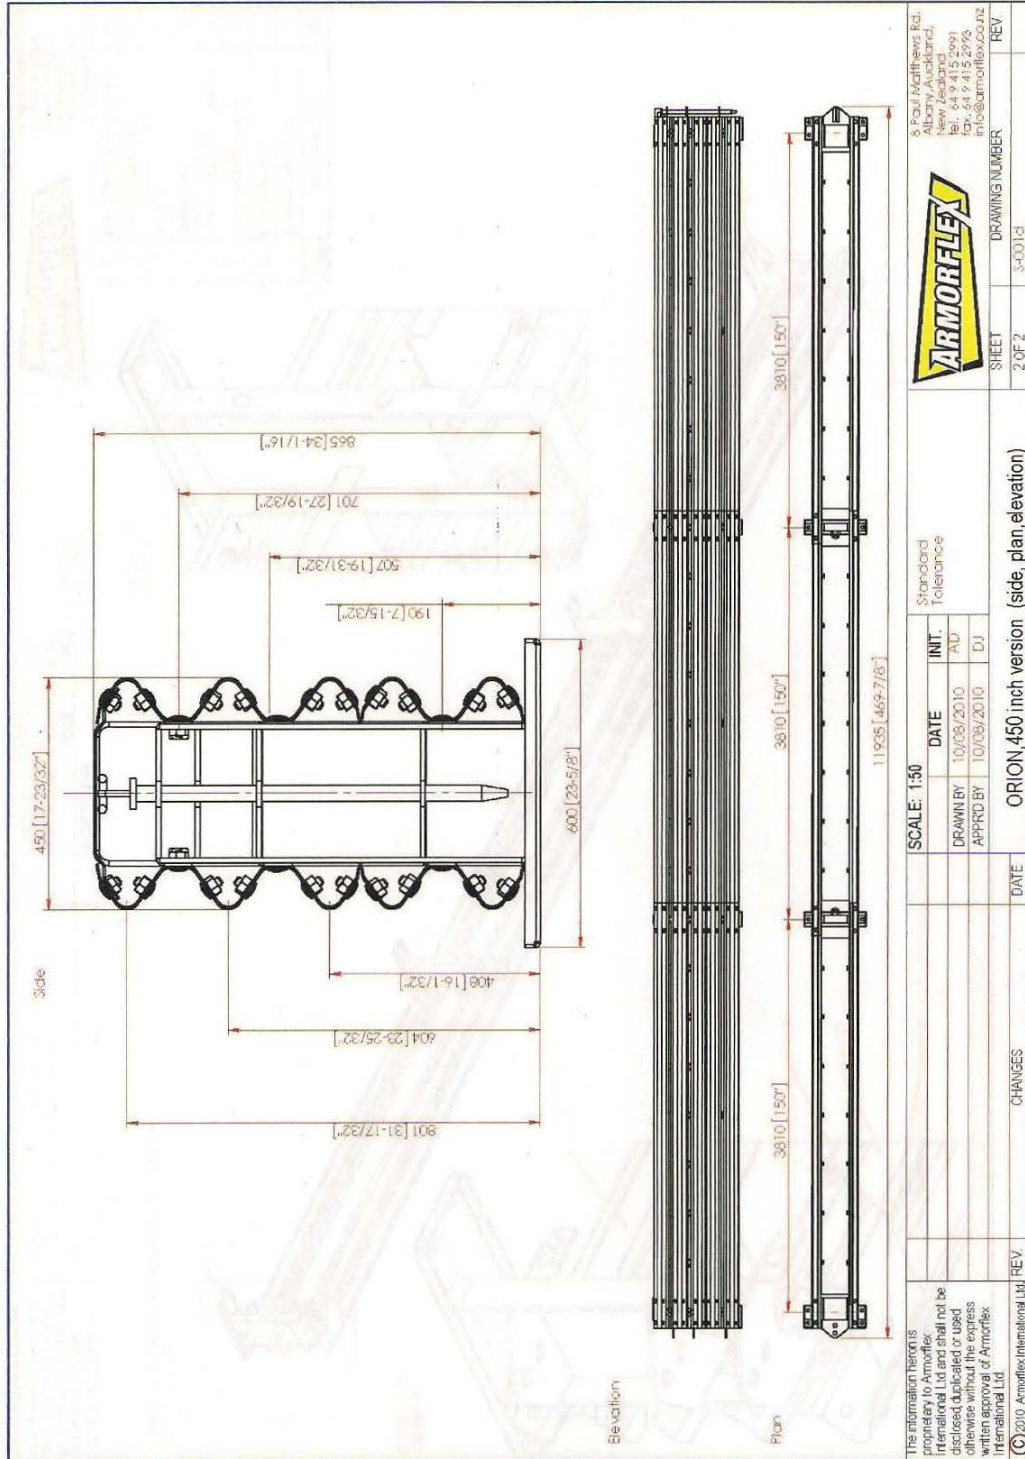 Side
450 [17-23/32"]
865 [34-1/16"]
701 [27-19/32"]
507 [19-31/32"]
190 [7-15/32"]
600 [23-5/8"]
408 [16-1/32"]
604 [23-25/32"]
801 [31-17/32"]
Elevation
Plan
3810 [150"]
3810 [150"]
3810 [150"]
11935 [469-7/8"]
The information heron is
proprietary to Armorflex
International Ltd and shall not be
disclosed, duplicated or used
otherwise without the express
written approval of Armorflex
International Ltd
© 2010 Armorflex International Ltd.
REV.
CHANGES
DATE
SCALE: 1:50
DATE
INIT.
DRAWN BY
10/08/2010
AD
APPR'D BY
10/08/2010
DJ
Standard
Tolerance
ORION, 450 inch version (side, plan, elevation)
ARMORFLEX
8 Paul Matthews Rd.
Albany, Auckland,
New Zealand
tel. 64 9 415 2991
fax. 64 9 415 2993
info@armorflex.co.nz
SHEET
2 OF 2
DRAWING NUMBER
S-001d
REV.